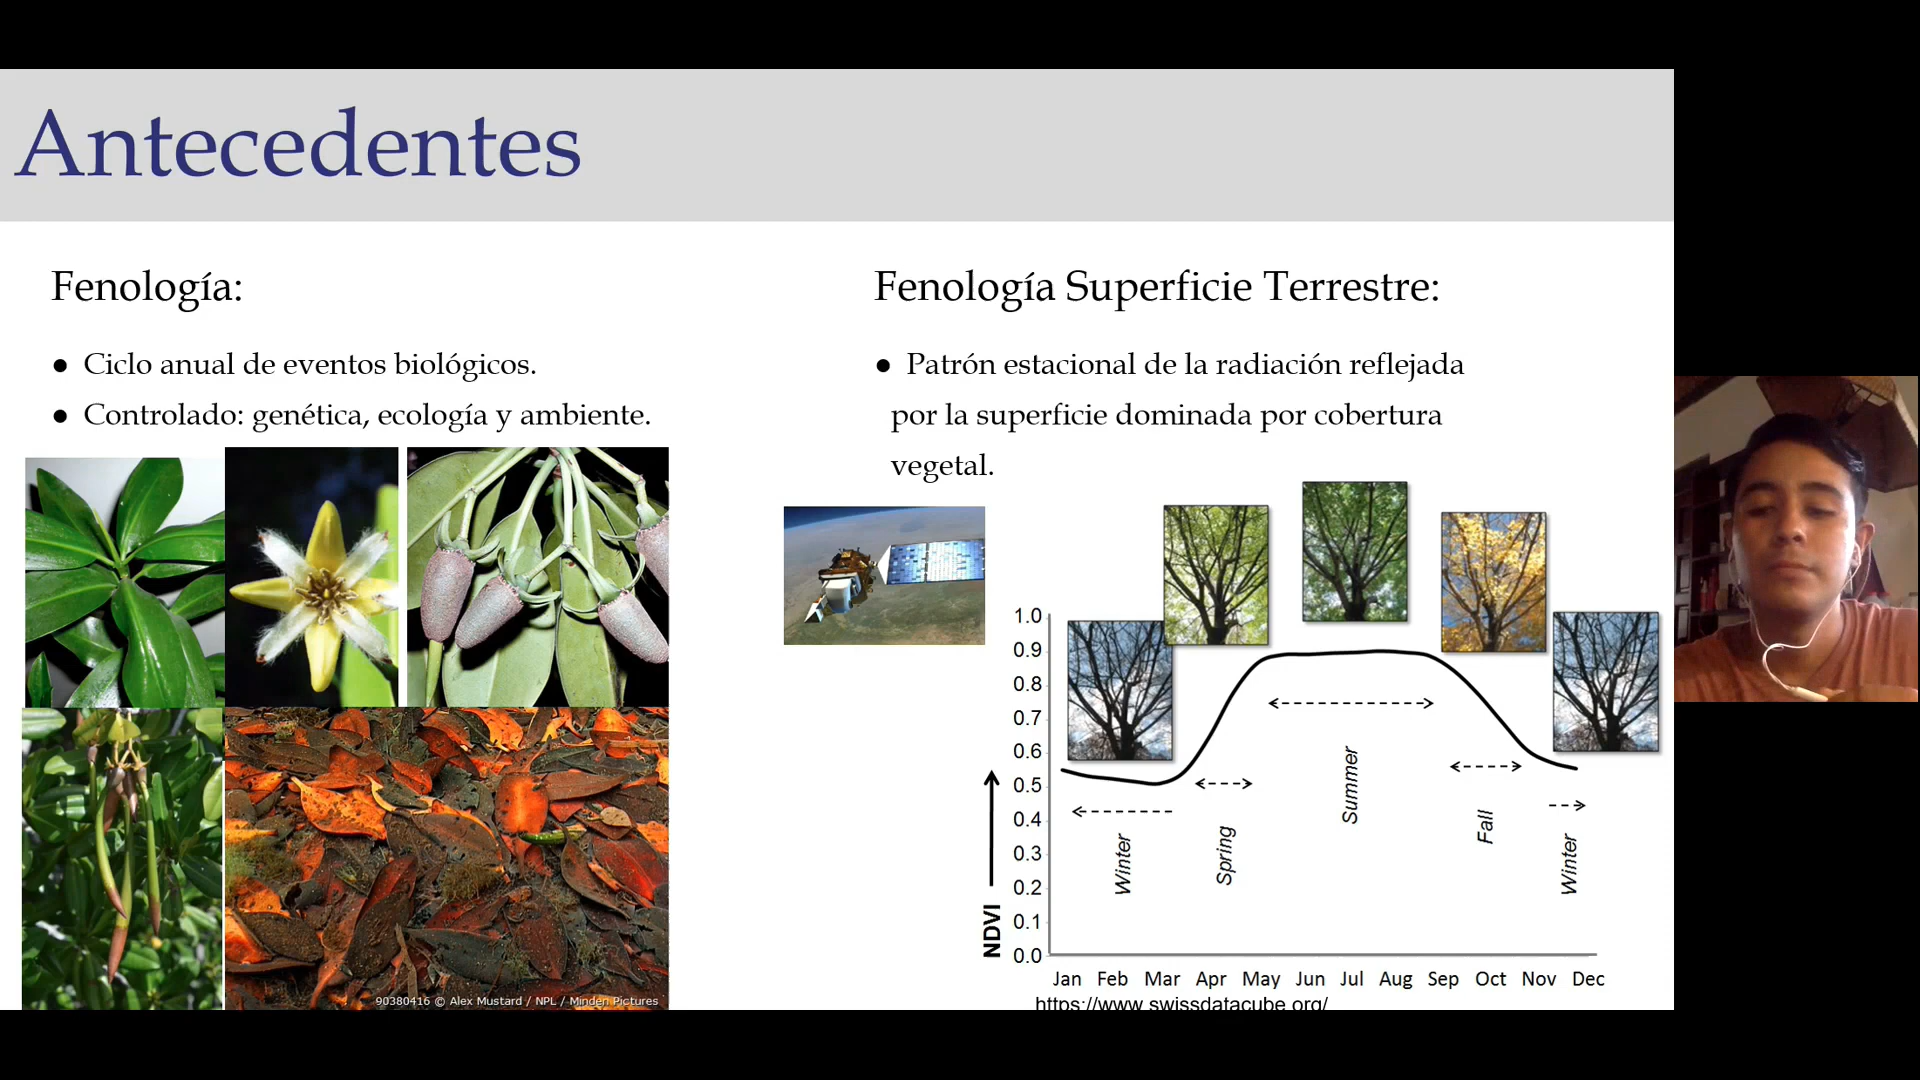 Antecedentes
Fenología:
● Ciclo anual de eventos biológicos.
● Controlado: genética, ecología y ambiente.
90380416 © Alex Mustard / NPL / Minden Pictures
Fenología Superficie Terrestre:
● Patrón estacional de la radiación reflejada
por la superficie dominada por cobertura
vegetal.
NDVI
1.0
0.9
0.8
0.7
0.6
0.5
0.4
0.3
0.2
0.1
0.0
Winter
Spring
Summer
Fall
Winter
Jan Feb Mar Apr May Jun Jul Aug Sep Oct Nov Dec
https://www.swissdatacube.org/